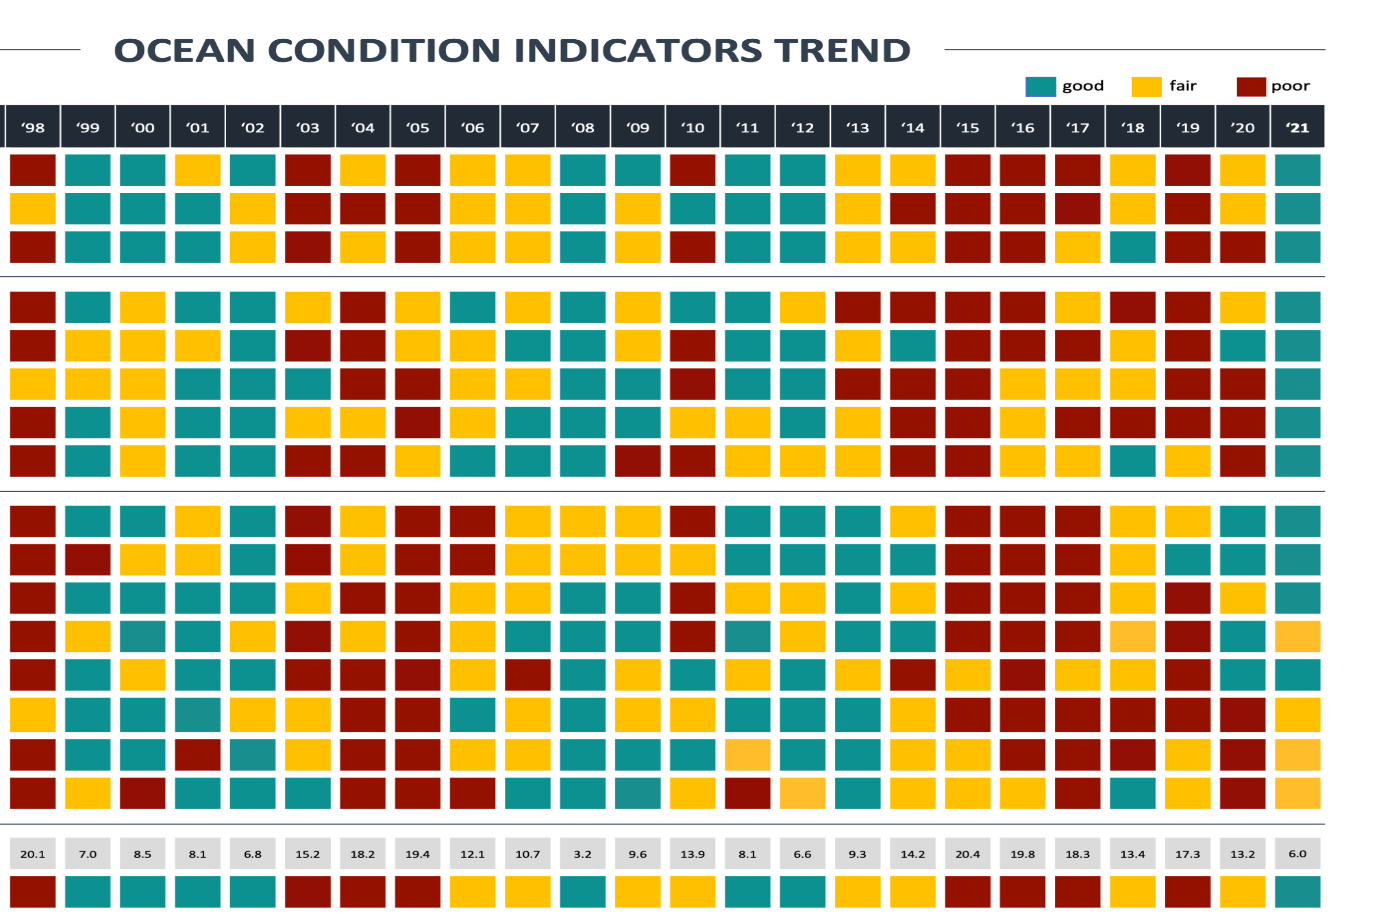 OCEAN CONDITION INDICATORS TREND
good fair poor
‘98 ‘99 ‘00 ‘01 ‘02 ‘03 ‘04 ‘05 ‘06 ‘07 ‘08 ‘09 ‘10 ‘11 ‘12 ‘13 ‘14 ‘15 ‘16 ‘17 ‘18 ‘19 ‘20 ‘21
20.1 7.0 8.5 8.1 6.8 15.2 18.2 19.4 12.1 10.7 3.2 9.6 13.9 8.1 6.6 9.3 14.2 20.4 19.8 18.3 13.4 17.3 13.2 6.0